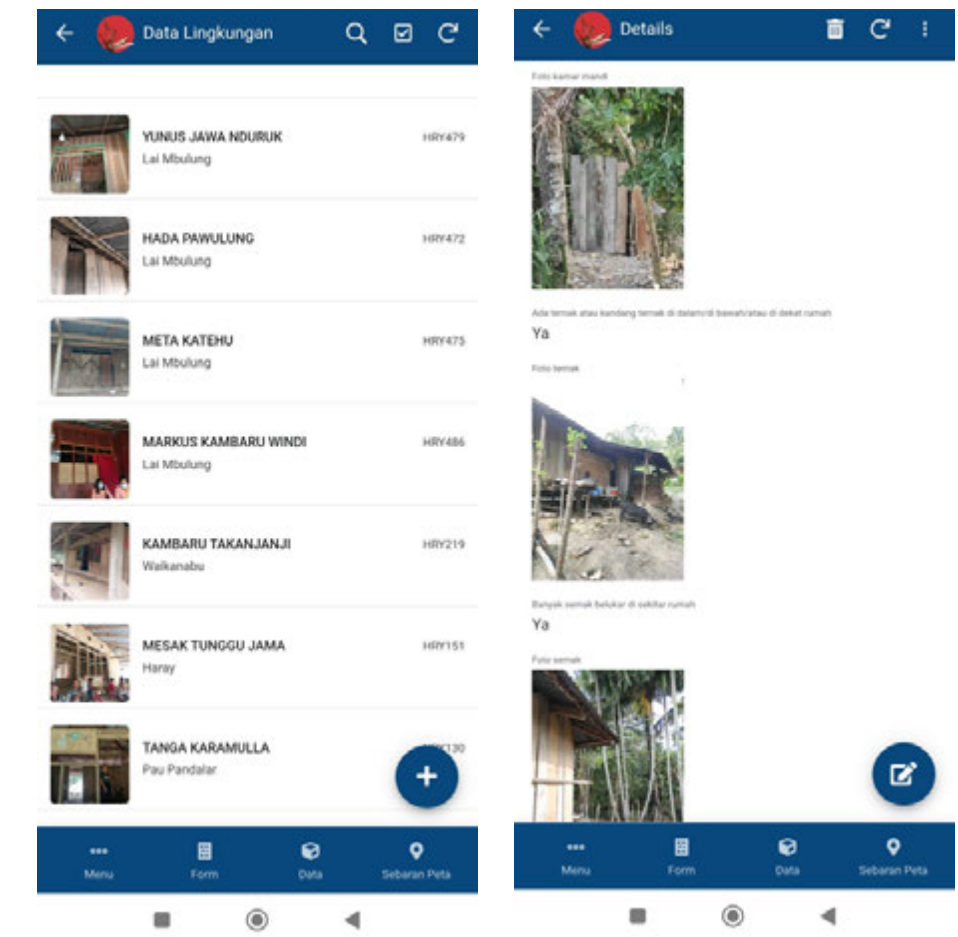 Data Lingkungan
YUNUS JAWA NDURUK
HRY479
Lai Mbulung
HADA PAWULUNG
HRY472
Lai Mbulung
META KATEHU
HRY475
Lai Mbulung
MARKUS KAMBARU WINDI
HRY486
Lai Mbulung
KAMBARU TAKANJANJI
HRY219
Waikanabu
MESAK TUNGGU JAMA
HRY151
Haray
TANGA KARAMULLA
Pau Pandalar
Menu
Form
Data
Sebaran Peta
Details
Foto kamar mandi
Ada ternak atau kandang ternak di dalam/di bawah/atau di dekat rumah
Ya
Foto ternak
Banyak semak belukar di sekitar rumah
Ya
Foto semak
Menu
Form
Data
Sebaran Peta